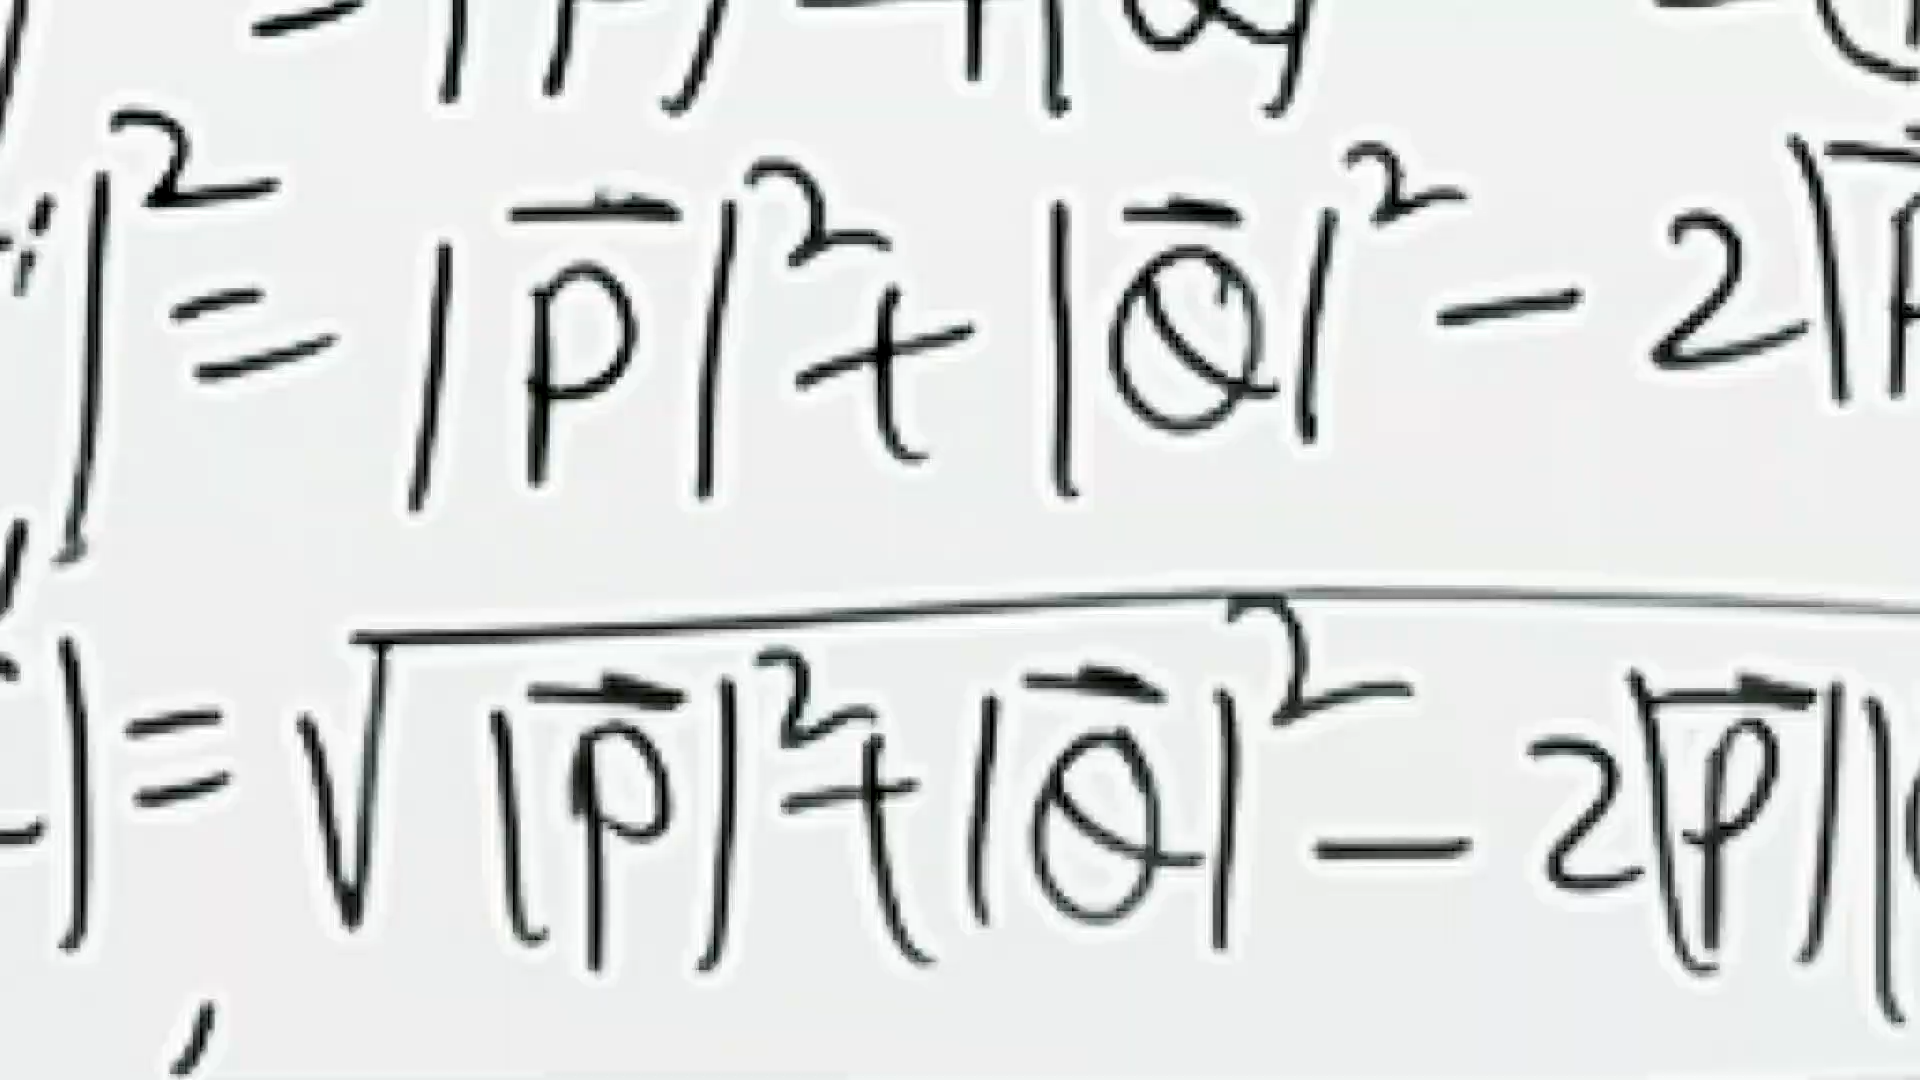 |² = |P⃗|² + |Q⃗|² - 2|P
| = √|P⃗|² + |Q⃗|² - 2|P⃗||